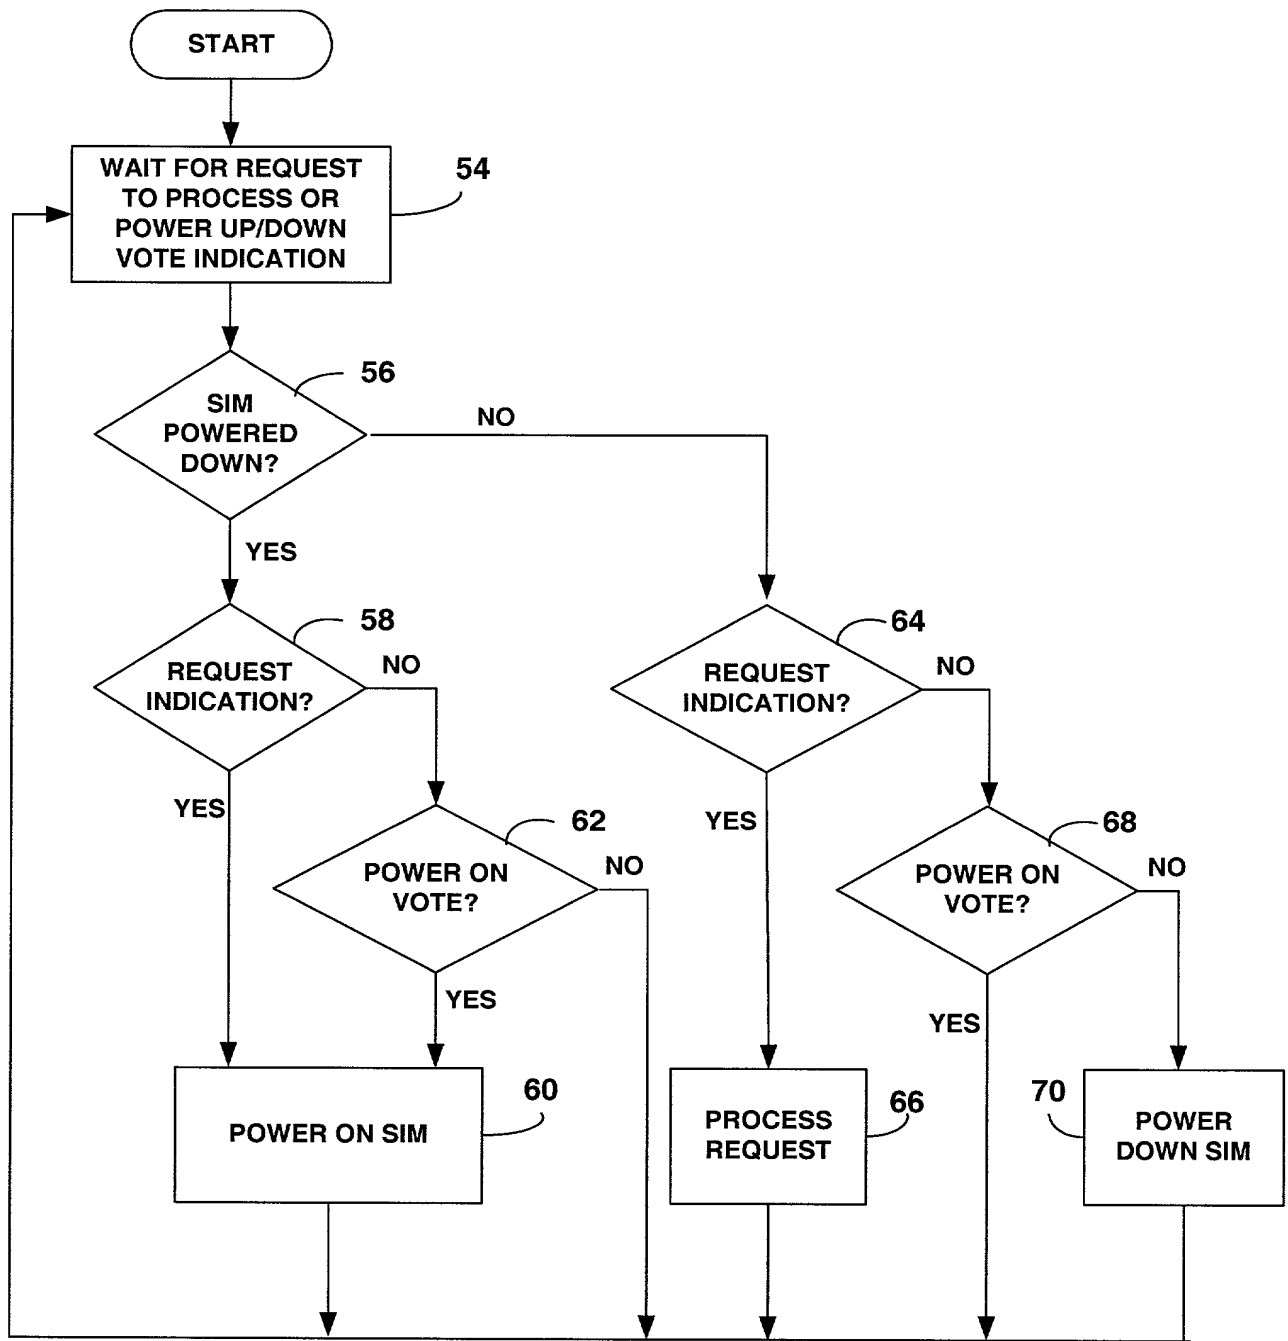 START
WAIT FOR REQUEST
TO PROCESS OR
POWER UP/DOWN
VOTE INDICATION
54
SIM
POWERED
DOWN?
56
NO
YES
REQUEST
INDICATION?
58
NO
YES
REQUEST
INDICATION?
64
NO
YES
POWER ON
VOTE?
62
NO
YES
POWER ON
VOTE?
68
NO
YES
POWER ON SIM
60
PROCESS
REQUEST
66
POWER
DOWN SIM
70